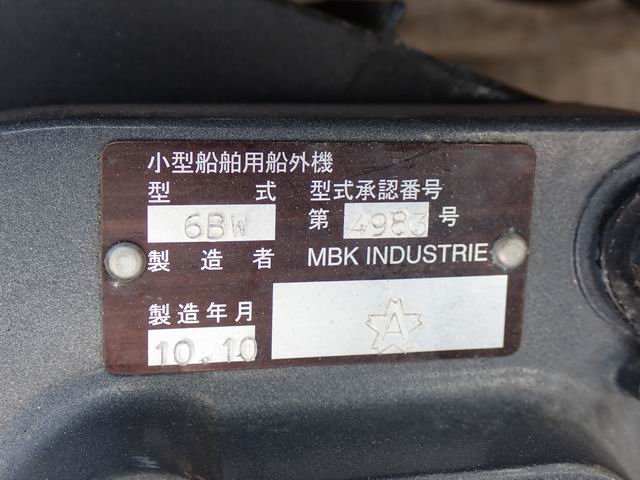 小型船舶用船外機
型式 型式承認番号
6BW 第 4983 号
製造者 MBK INDUSTRIE
製造年月
10.10
A